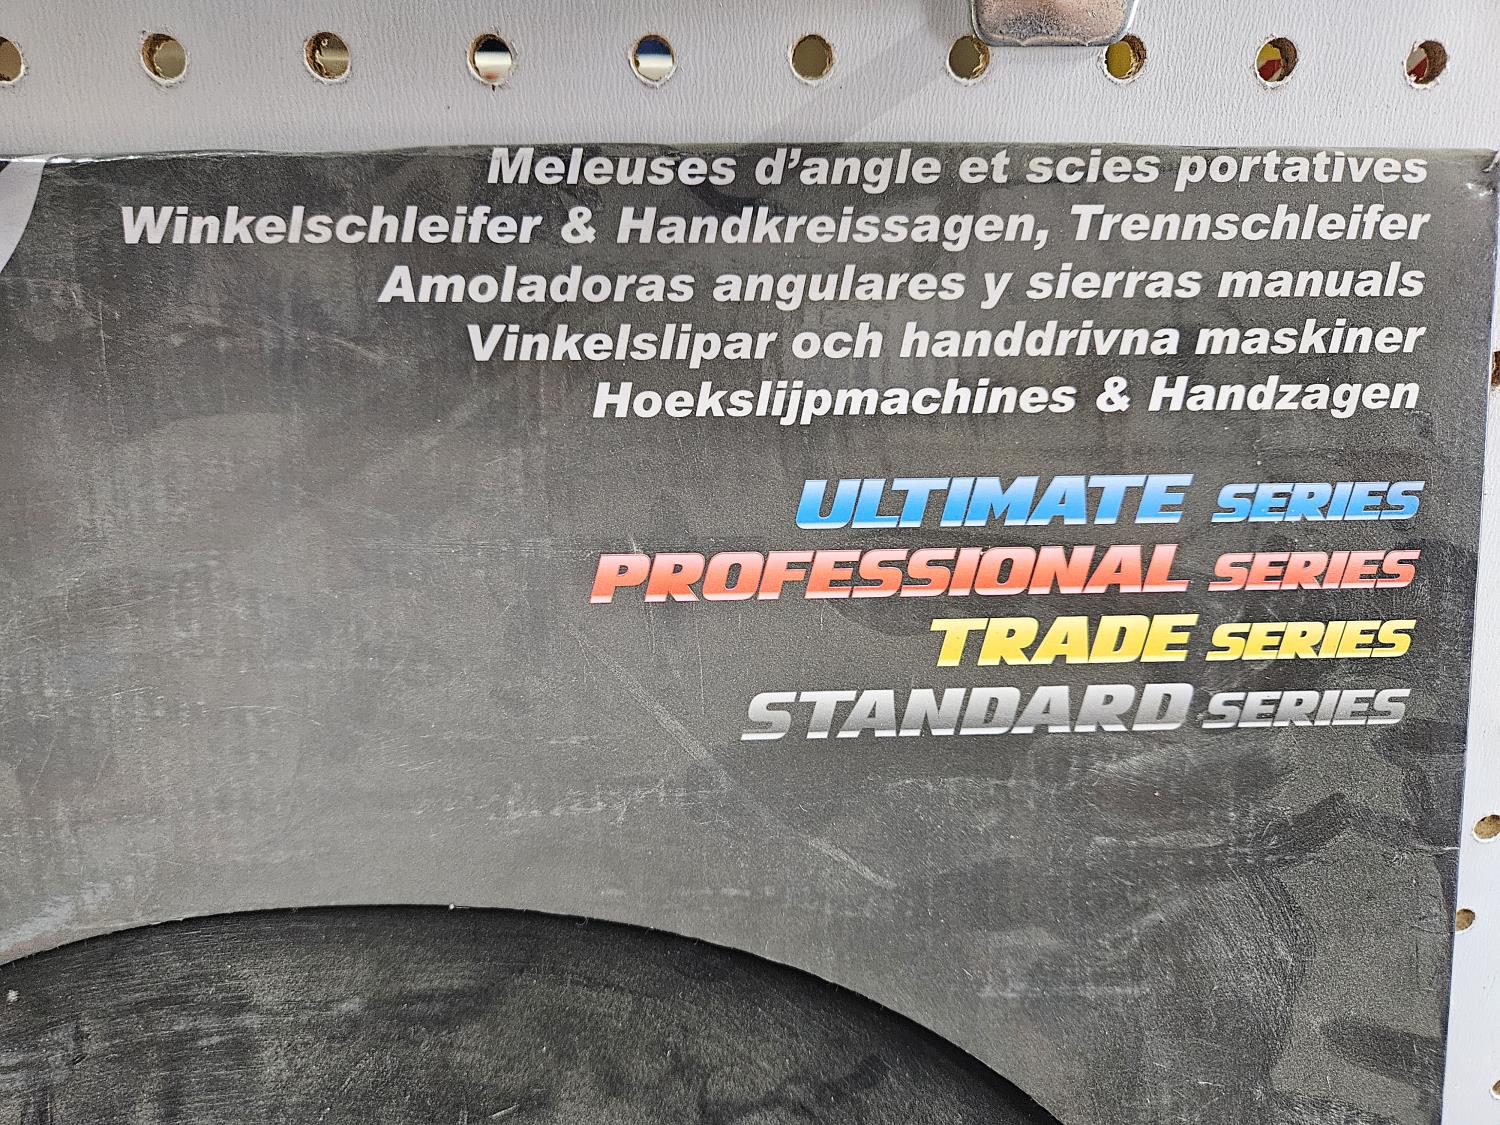 Meleuses d’angle et scies portatives
Winkelschleifer & Handkreissagen, Trennschleifer
Amoladoras angulares y sierras manuals
Vinkelslipar och handdrivna maskiner
Hoekslijpmachines & Handzagen
ULTIMATE SERIES
PROFESSIONAL SERIES
TRADE SERIES
STANDARD SERIES